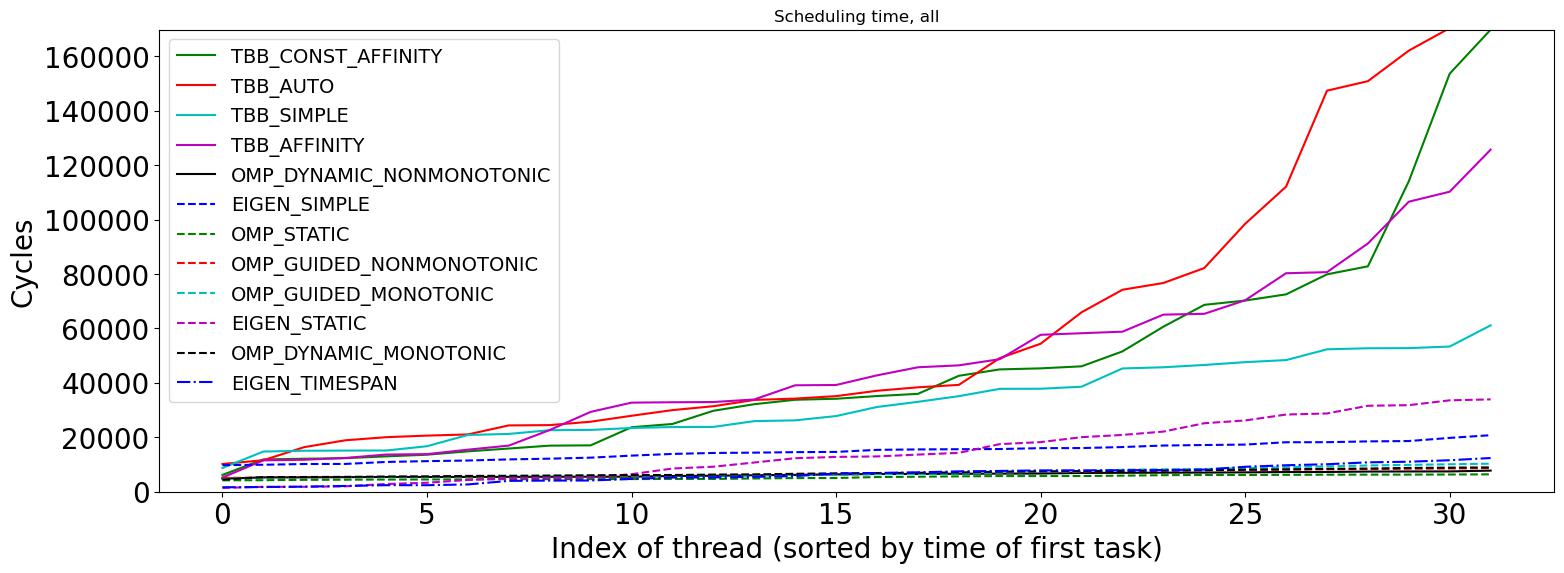 Scheduling time, all
Cycles
160000
140000
120000
100000
80000
60000
40000
20000
0
TBB_CONST_AFFINITY
TBB_AUTO
TBB_SIMPLE
TBB_AFFINITY
OMP_DYNAMIC_NONMONOTONIC
EIGEN_SIMPLE
OMP_STATIC
OMP_GUIDED_NONMONOTONIC
OMP_GUIDED_MONOTONIC
EIGEN_STATIC
OMP_DYNAMIC_MONOTONIC
EIGEN_TIMESPAN
0 5 10 15 20 25 30
Index of thread (sorted by time of first task)